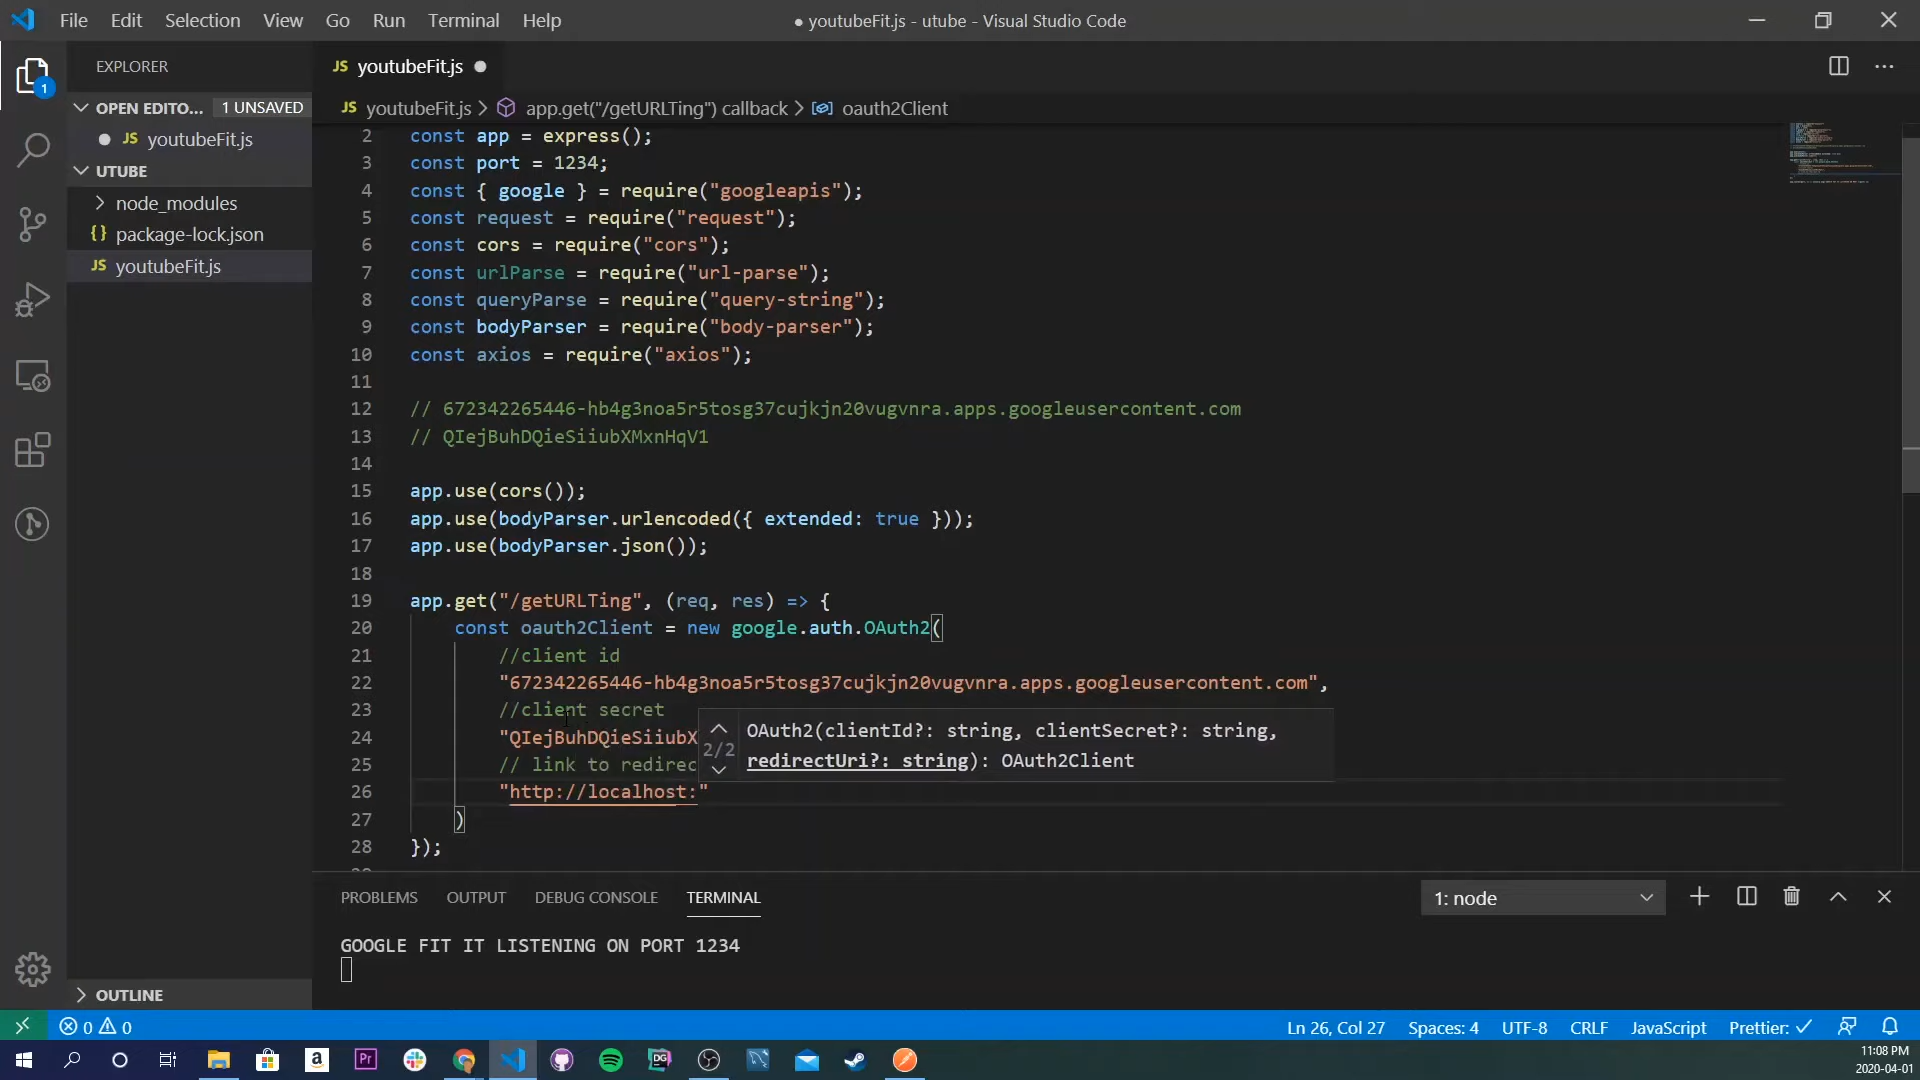 File Edit Selection View Go Run Terminal Help
● youtubeFit.js - utube - Visual Studio Code
EXPLORER
OPEN EDITO... 1 UNSAVED
JS youtubeFit.js
UTUBE
node_modules
{} package-lock.json
JS youtubeFit.js
OUTLINE
1
JS youtubeFit.js
JS youtubeFit.js > app.get("/getURLTing") callback > oauth2Client
2 const app = express();
3 const port = 1234;
4 const { google } = require("googleapis");
5 const request = require("request");
6 const cors = require("cors");
7 const urlParse = require("url-parse");
8 const queryParse = require("query-string");
9 const bodyParser = require("body-parser");
10 const axios = require("axios");
11
12 // 672342265446-hb4g3noa5r5tosg37cujkjn20vugvnra.apps.googleusercontent.com
13 // QIejBuhDQieSiiubXMxnHqV1
14
15 app.use(cors());
16 app.use(bodyParser.urlencoded({ extended: true }));
17 app.use(bodyParser.json());
18
19 app.get("/getURLTing", (req, res) => {
20 const oauth2Client = new google.auth.OAuth2(
21 //client id
22 "672342265446-hb4g3noa5r5tosg37cujkjn20vugvnra.apps.googleusercontent.com",
23 //client secret
24 "QIejBuhDQieSiiubX
25 // link to redirec
26 "http://localhost:"
27 )
28 });
OAuth2(clientId?: string, clientSecret?: string,
2/2
redirectUri?: string): OAuth2Client
PROBLEMS OUTPUT DEBUG CONSOLE TERMINAL
1: node
GOOGLE FIT IT LISTENING ON PORT 1234
0 0
Ln 26, Col 27 Spaces: 4 UTF-8 CRLF JavaScript Prettier: ✓
a Pr DG
11:08 PM
2020-04-01